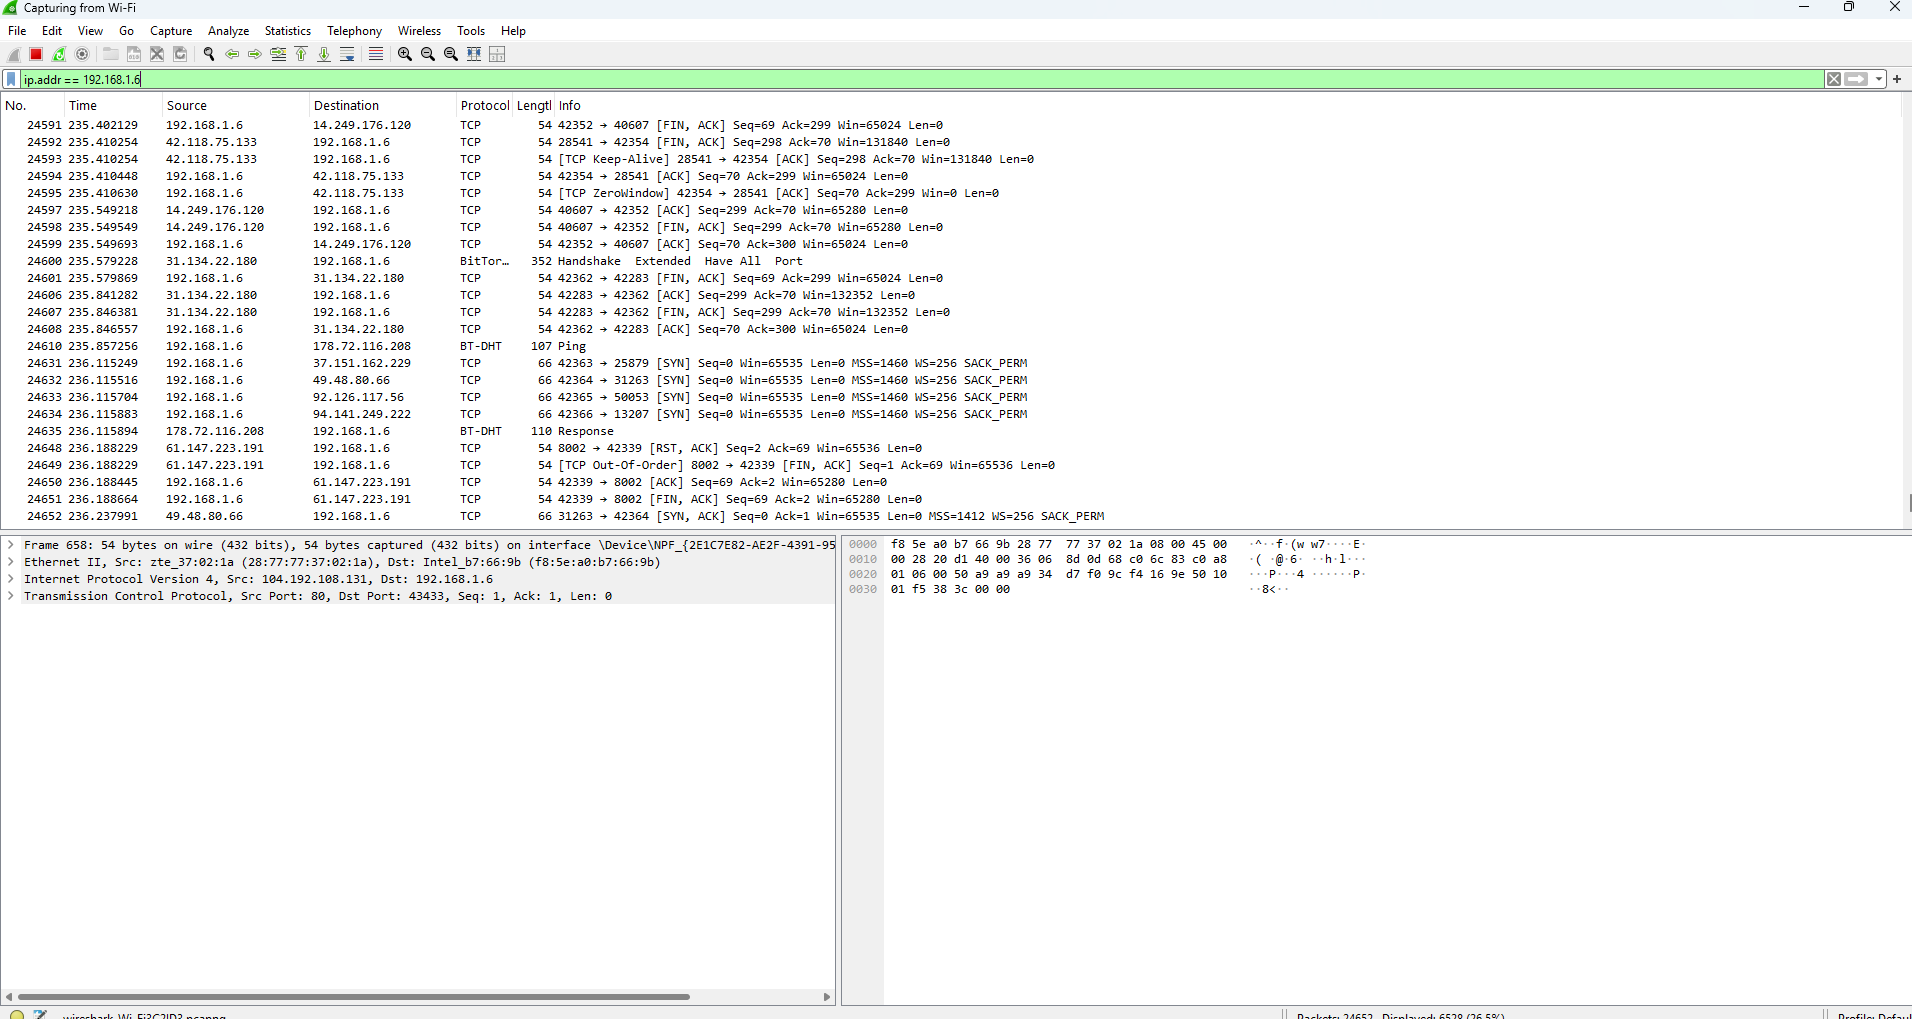 Capturing from Wi-Fi
File Edit View Go Capture Analyze Statistics Telephony Wireless Tools Help
ip.addr == 192.168.1.6
No. Time Source Destination Protocol Lengtl Info
24591 235.402129 192.168.1.6 14.249.176.120 TCP 54 42352 → 40607 [FIN, ACK] Seq=69 Ack=299 Win=65024 Len=0
24592 235.410254 42.118.75.133 192.168.1.6 TCP 54 28541 → 42354 [FIN, ACK] Seq=298 Ack=70 Win=131840 Len=0
24593 235.410254 42.118.75.133 192.168.1.6 TCP 54 [TCP Keep-Alive] 28541 → 42354 [ACK] Seq=298 Ack=70 Win=131840 Len=0
24594 235.410448 192.168.1.6 42.118.75.133 TCP 54 42354 → 28541 [ACK] Seq=70 Ack=299 Win=65024 Len=0
24595 235.410630 192.168.1.6 42.118.75.133 TCP 54 [TCP ZeroWindow] 42354 → 28541 [ACK] Seq=70 Ack=299 Win=0 Len=0
24597 235.549218 14.249.176.120 192.168.1.6 TCP 54 40607 → 42352 [ACK] Seq=299 Ack=70 Win=65280 Len=0
24598 235.549549 14.249.176.120 192.168.1.6 TCP 54 40607 → 42352 [FIN, ACK] Seq=299 Ack=70 Win=65280 Len=0
24599 235.549693 192.168.1.6 14.249.176.120 TCP 54 42352 → 40607 [ACK] Seq=70 Ack=300 Win=65024 Len=0
24600 235.579228 31.134.22.180 192.168.1.6 BitTor… 352 Handshake Extended Have All Port
24601 235.579869 192.168.1.6 31.134.22.180 TCP 54 42362 → 42283 [FIN, ACK] Seq=69 Ack=299 Win=65024 Len=0
24606 235.841282 31.134.22.180 192.168.1.6 TCP 54 42283 → 42362 [ACK] Seq=299 Ack=70 Win=132352 Len=0
24607 235.846381 31.134.22.180 192.168.1.6 TCP 54 42283 → 42362 [FIN, ACK] Seq=299 Ack=70 Win=132352 Len=0
24608 235.846557 192.168.1.6 31.134.22.180 TCP 54 42362 → 42283 [ACK] Seq=70 Ack=300 Win=65024 Len=0
24610 235.857256 192.168.1.6 178.72.116.208 BT-DHT 107 Ping
24631 236.115249 192.168.1.6 37.151.162.229 TCP 66 42363 → 25879 [SYN] Seq=0 Win=65535 Len=0 MSS=1460 WS=256 SACK_PERM
24632 236.115516 192.168.1.6 49.48.80.66 TCP 66 42364 → 31263 [SYN] Seq=0 Win=65535 Len=0 MSS=1460 WS=256 SACK_PERM
24633 236.115704 192.168.1.6 92.126.117.56 TCP 66 42365 → 50053 [SYN] Seq=0 Win=65535 Len=0 MSS=1460 WS=256 SACK_PERM
24634 236.115883 192.168.1.6 94.141.249.222 TCP 66 42366 → 13207 [SYN] Seq=0 Win=65535 Len=0 MSS=1460 WS=256 SACK_PERM
24635 236.115894 178.72.116.208 192.168.1.6 BT-DHT 110 Response
24648 236.188229 61.147.223.191 192.168.1.6 TCP 54 8002 → 42339 [RST, ACK] Seq=2 Ack=69 Win=65536 Len=0
24649 236.188229 61.147.223.191 192.168.1.6 TCP 54 [TCP Out-Of-Order] 8002 → 42339 [FIN, ACK] Seq=1 Ack=69 Win=65536 Len=0
24650 236.188445 192.168.1.6 61.147.223.191 TCP 54 42339 → 8002 [ACK] Seq=69 Ack=2 Win=65280 Len=0
24651 236.188664 192.168.1.6 61.147.223.191 TCP 54 42339 → 8002 [FIN, ACK] Seq=69 Ack=2 Win=65280 Len=0
24652 236.237991 49.48.80.66 192.168.1.6 TCP 66 31263 → 42364 [SYN, ACK] Seq=0 Ack=1 Win=65535 Len=0 MSS=1412 WS=256 SACK_PERM
Frame 658: 54 bytes on wire (432 bits), 54 bytes captured (432 bits) on interface \Device\NPF_{2E1C7E82-AE2F-4391-95
Ethernet II, Src: zte_37:02:1a (28:77:77:37:02:1a), Dst: Intel_b7:66:9b (f8:5e:a0:b7:66:9b)
Internet Protocol Version 4, Src: 104.192.108.131, Dst: 192.168.1.6
Transmission Control Protocol, Src Port: 80, Dst Port: 43433, Seq: 1, Ack: 1, Len: 0
0000 f8 5e a0 b7 66 9b 28 77 77 37 02 1a 08 00 45 00 ·^··f·(w w7····E·
0010 00 28 20 d1 40 00 36 06 8d 0d 68 c0 6c 83 c0 a8 ·( ·@·6· ··h·l···
0020 01 06 00 50 a9 a9 a9 34 d7 f0 9c f4 16 9e 50 10 ···P···4 ······P·
0030 01 f5 38 3c 00 00 ··8<··
wireshark_Wi-Fi3C2ID3.pcapng
Packets: 24652 · Displayed: 6528 (26.5%)
Profile: Defaul